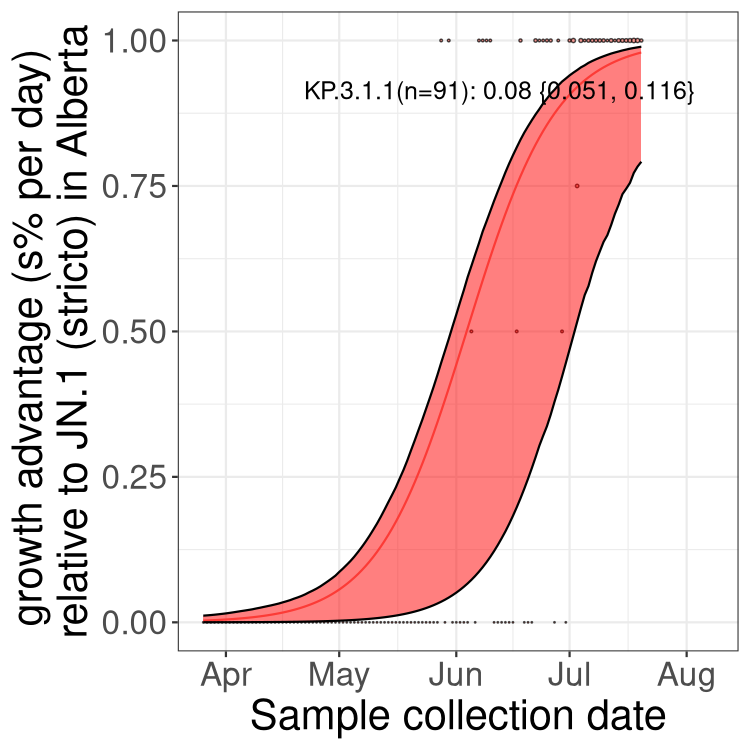 growth advantage (s% per day)
relative to JN.1 (stricto) in Alberta
1.00
0.75
0.50
0.25
0.00
KP.3.1.1(n=91): 0.08 {0.051, 0.116}
Apr May Jun Jul Aug
Sample collection date